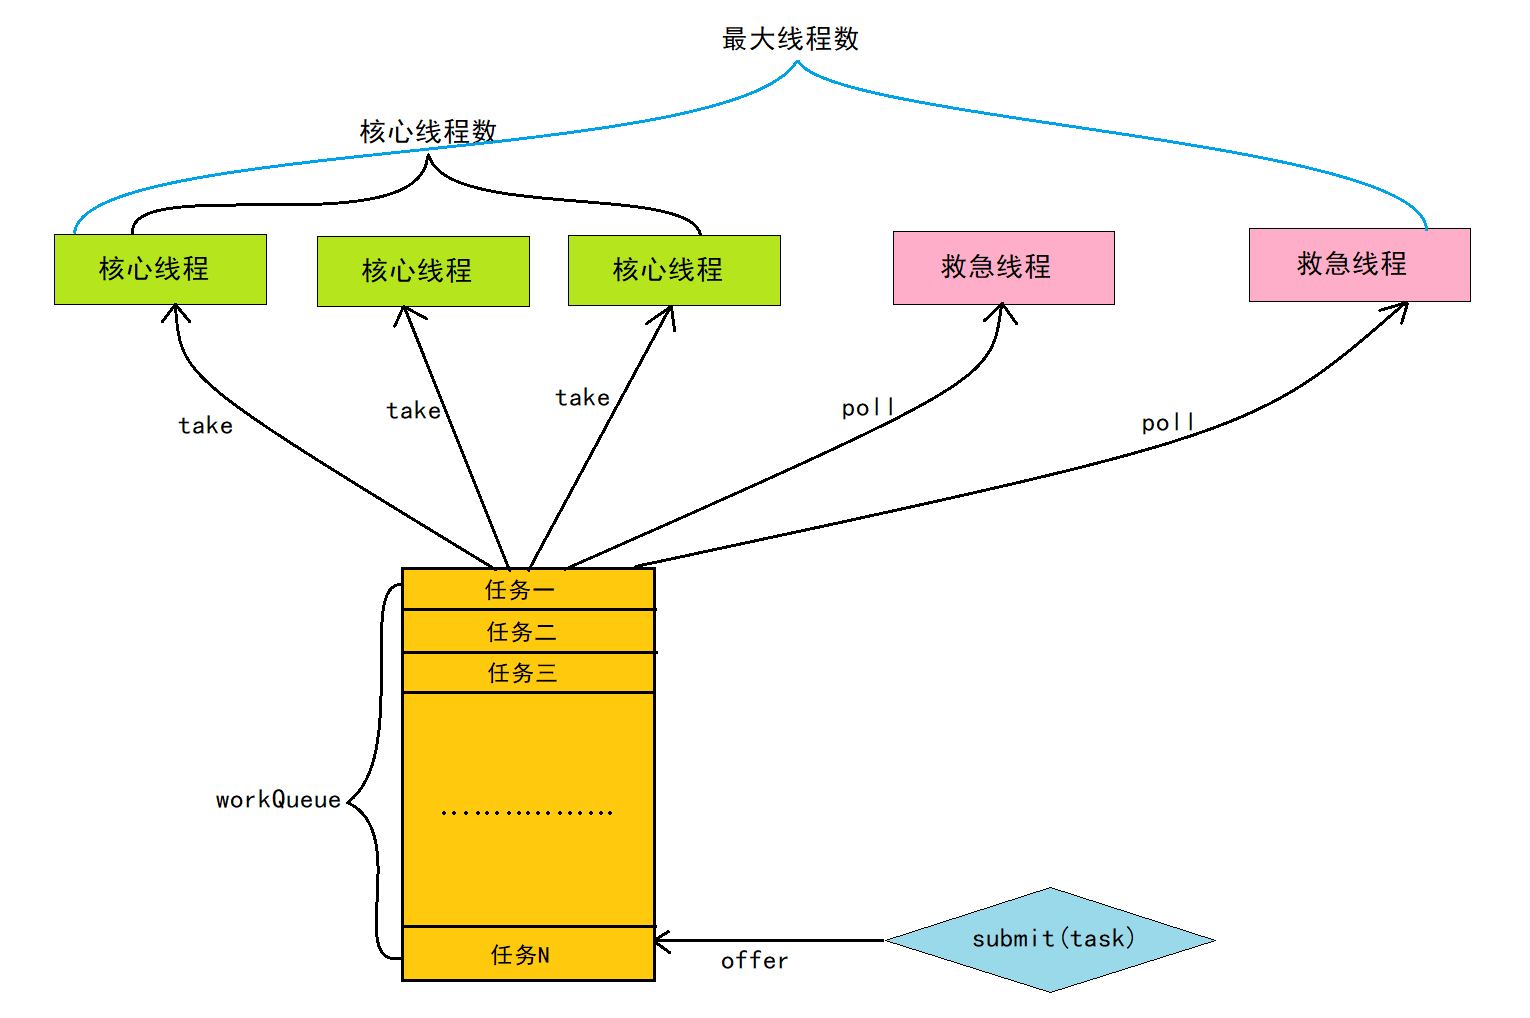 最大线程数
核心线程数
核心线程
核心线程
核心线程
救急线程
救急线程
take
take
take
poll
poll
任务一
任务二
任务三
workQueue
................
任务N
submit(task)
offer